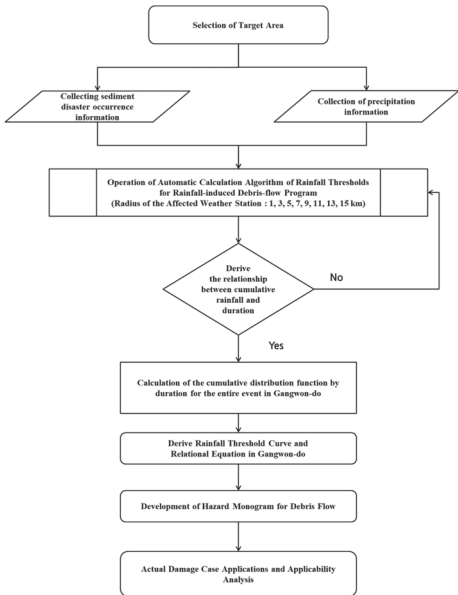 Selection of Target Area
Collecting sediment
disaster occurrence
information
Collection of precipitation
information
Operation of Automatic Calculation Algorithm of Rainfall Thresholds
for Rainfall-induced Debris-flow Program
(Radius of the Affected Weather Station : 1, 3, 5, 7, 9, 11, 13, 15 km)
Derive
the relationship
between cumulative
rainfall and
duration
No
Yes
Calculation of the cumulative distribution function by
duration for the entire event in Gangwon-do
Derive Rainfall Threshold Curve and
Relational Equation in Gangwon-do
Development of Hazard Monogram for Debris Flow
Actual Damage Case Applications and Applicability
Analysis